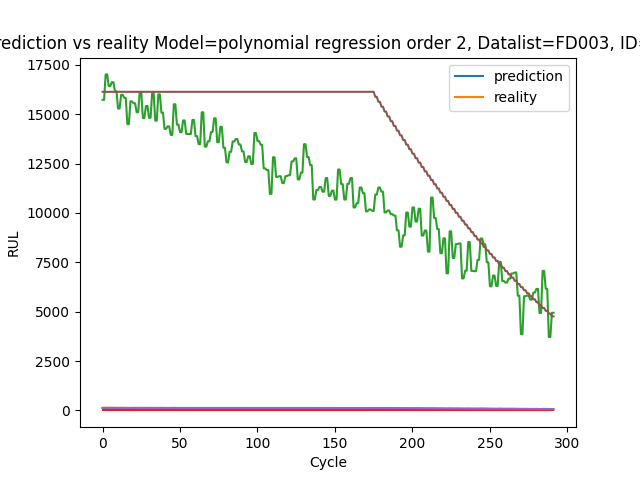 rediction vs reality Model=polynomial regression order 2, Datalist=FD003, ID=
17500
15000
12500
10000
7500
5000
2500
0
RUL
prediction
reality
0 50 100 150 200 250 300
Cycle